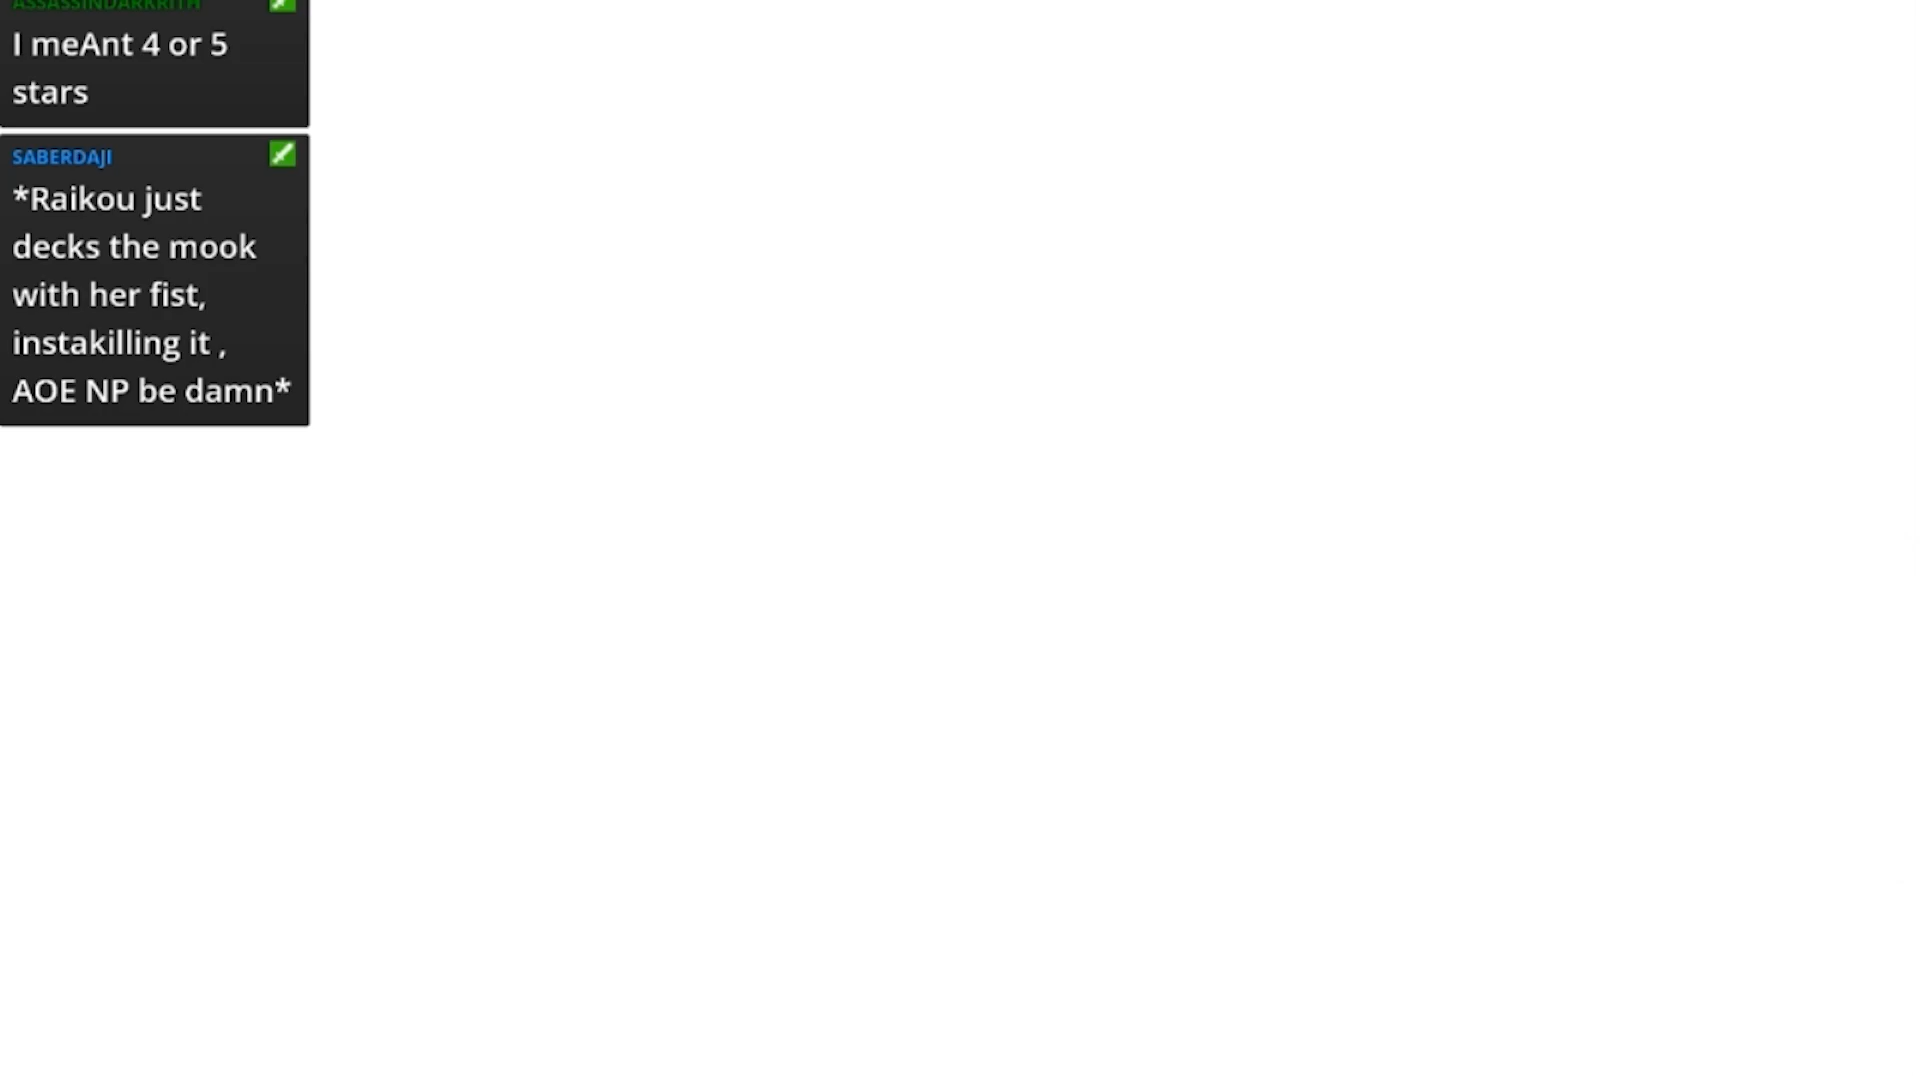 ASSASSINDARKRITH
I meAnt 4 or 5
stars
SABERDAJI
*Raikou just
decks the mook
with her fist,
instakilling it ,
AOE NP be damn*